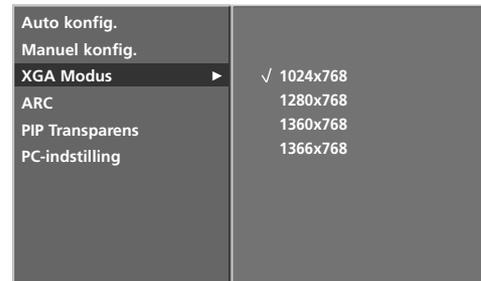 Auto konfig.
Manuel konfig.
XGA Modus ►
ARC
PIP Transparens
PC-indstilling
√ 1024x768
1280x768
1360x768
1366x768